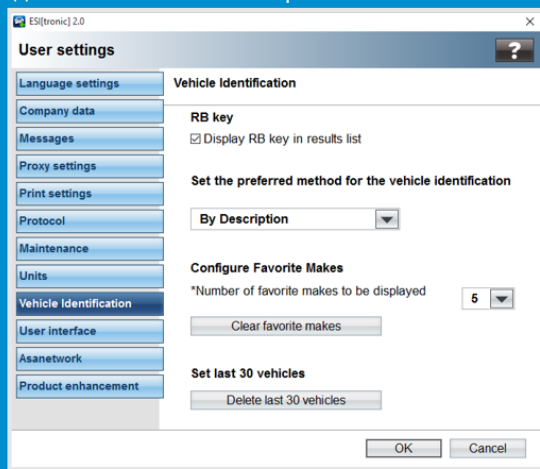 ESI[tronic] 2.0
User settings
?
Language settings
Company data
Messages
Proxy settings
Print settings
Protocol
Maintenance
Units
Vehicle Identification
User interface
Asanetwork
Product enhancement
Vehicle Identification
RB key
Display RB key in results list
Set the preferred method for the vehicle identification
By Description
Configure Favorite Makes
*Number of favorite makes to be displayed
5
Clear favorite makes
Set last 30 vehicles
Delete last 30 vehicles
OK Cancel